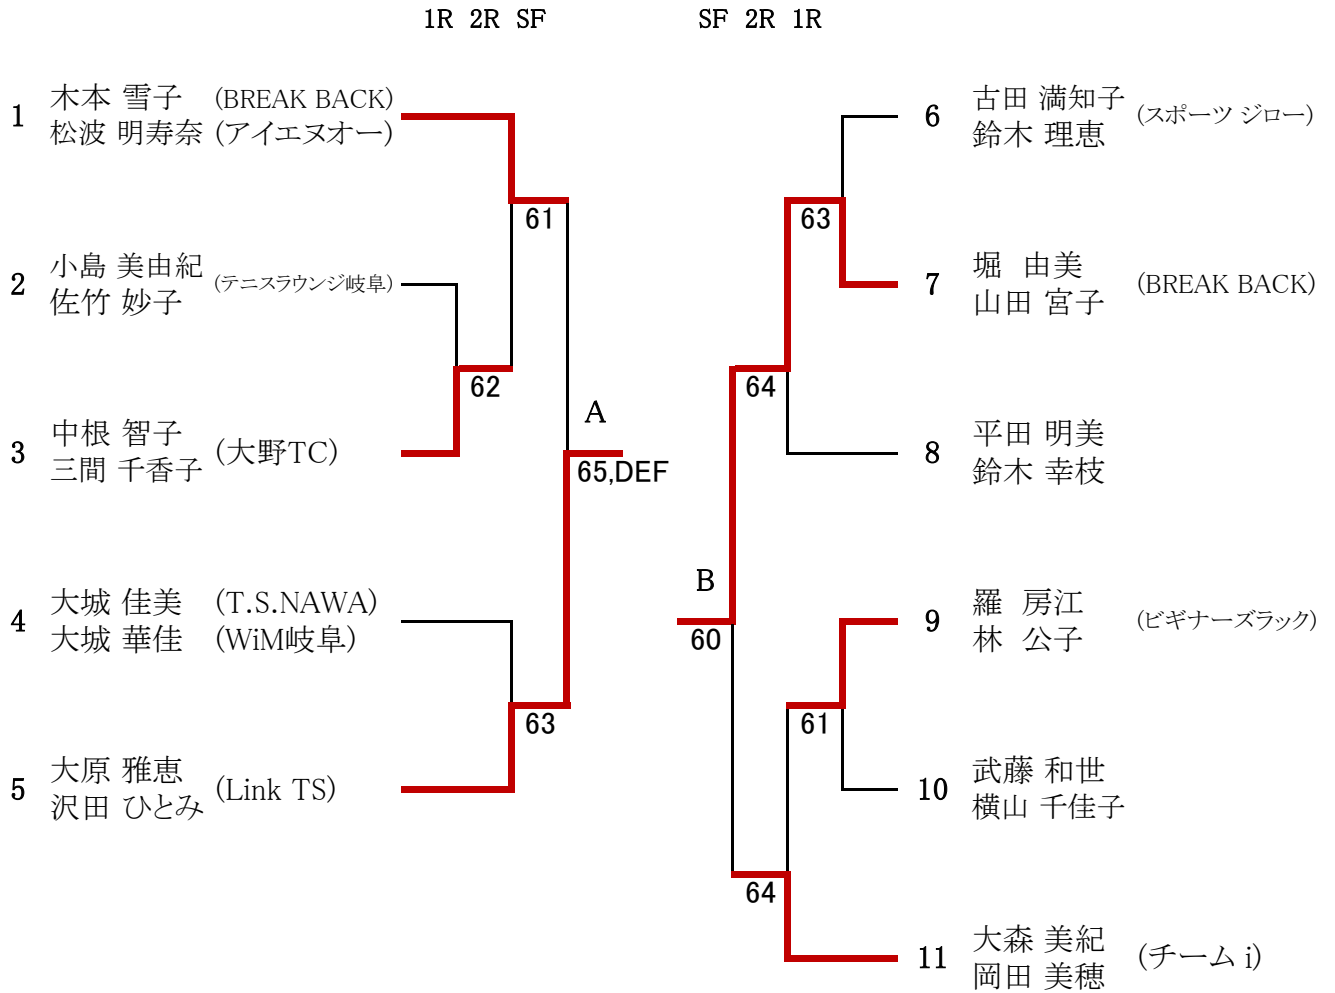 1R 2R SF
SF 2R 1R
1 木本 雪子 (BREAK BACK)
松波 明寿奈 (アイエヌオー)
61
2 小島 美由紀 (テニスラウンジ岐阜)
佐竹 妙子
62
3 中根 智子 (大野TC)
三間 千香子
A
65,DEF
4 大城 佳美 (T.S.NAWA)
大城 華佳 (WiM岐阜)
63
5 大原 雅恵 (Link TS)
沢田 ひとみ
6 古田 満知子 (スポーツ ジロー)
鈴木 理恵
63
7 堀 由美 (BREAK BACK)
山田 宮子
64
8 平田 明美
鈴木 幸枝
B
60
9 羅 房江 (ビギナーズラック)
林 公子
61
10 武藤 和世
横山 千佳子
64
11 大森 美紀 (チーム i)
岡田 美穂